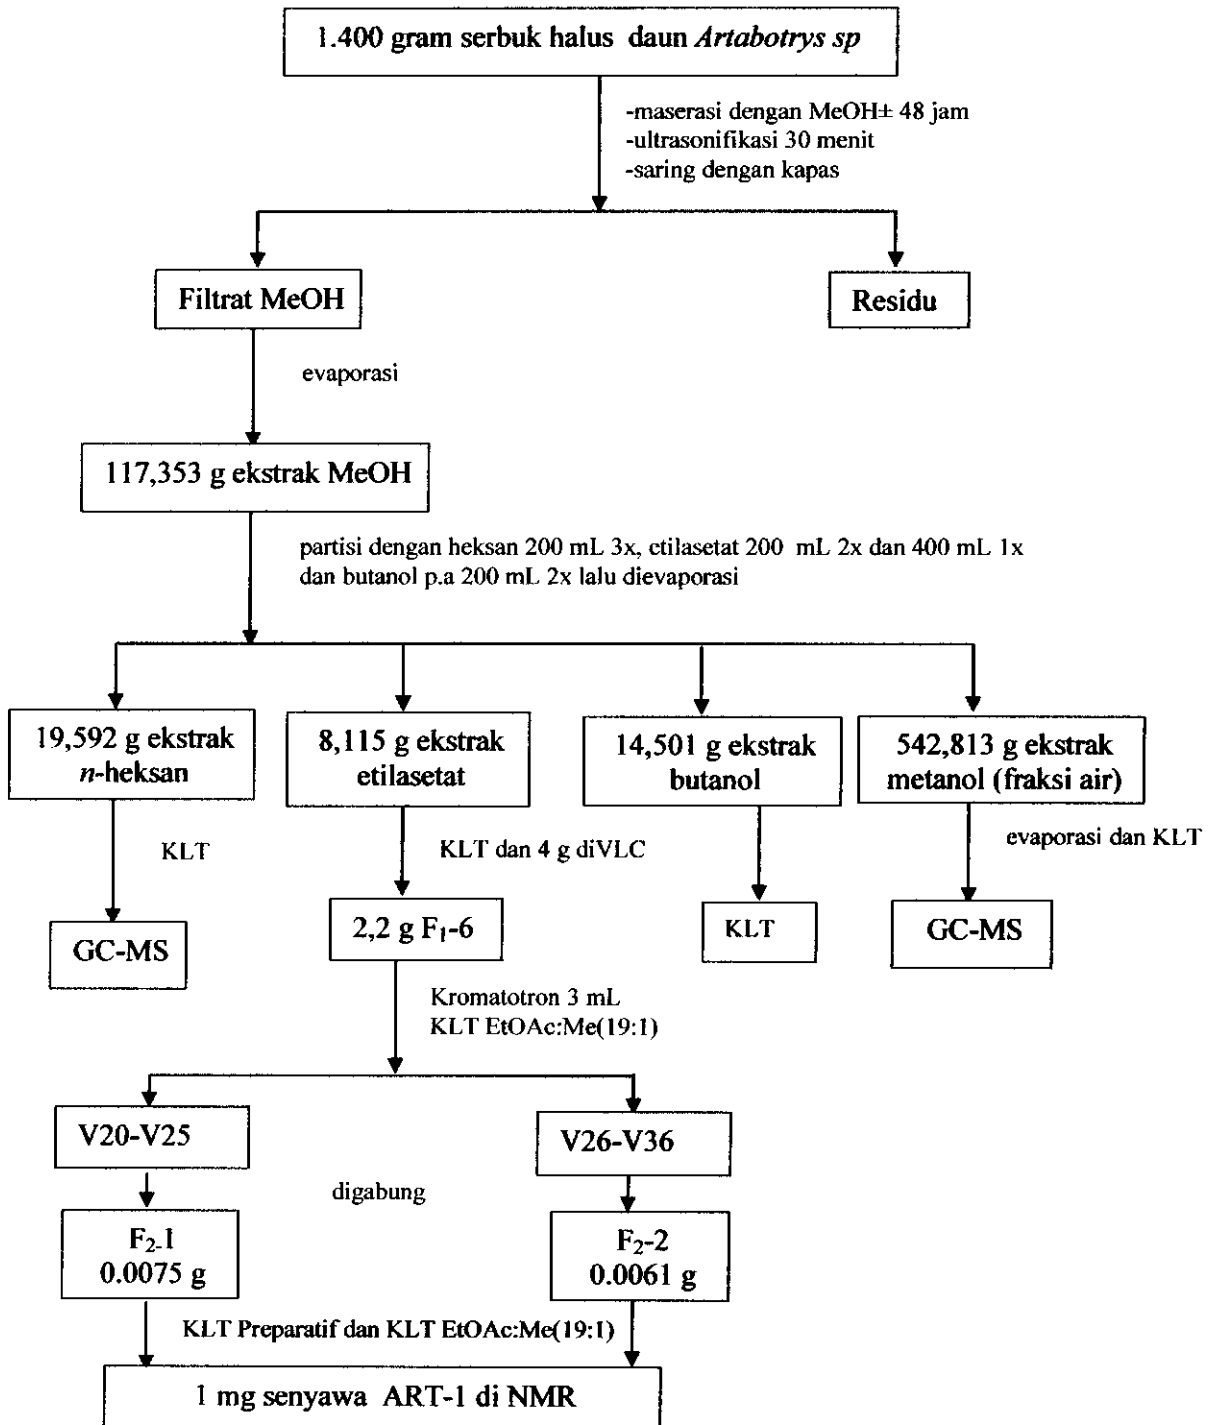 1.400 gram serbuk halus daun Artabotrys sp
-maserasi dengan MeOH± 48 jam
-ultrasonifikasi 30 menit
-saring dengan kapas
Filtrat MeOH
Residu
evaporasi
117,353 g ekstrak MeOH
partisi dengan heksan 200 mL 3x, etilasetat 200 mL 2x dan 400 mL 1x
dan butanol p.a 200 mL 2x lalu dievaporasi
19,592 g ekstrak
n-heksan
8,115 g ekstrak
etilasetat
14,501 g ekstrak
butanol
542,813 g ekstrak
metanol (fraksi air)
KLT
KLT dan 4 g diVLC
evaporasi dan KLT
GC-MS
2,2 g F₁-6
KLT
GC-MS
Kromatotron 3 mL
KLT EtOAc:Me(19:1)
V20-V25
V26-V36
digabung
F₂-1
0.0075 g
F₂-2
0.0061 g
KLT Preparatif dan KLT EtOAc:Me(19:1)
1 mg senyawa ART-1 di NMR